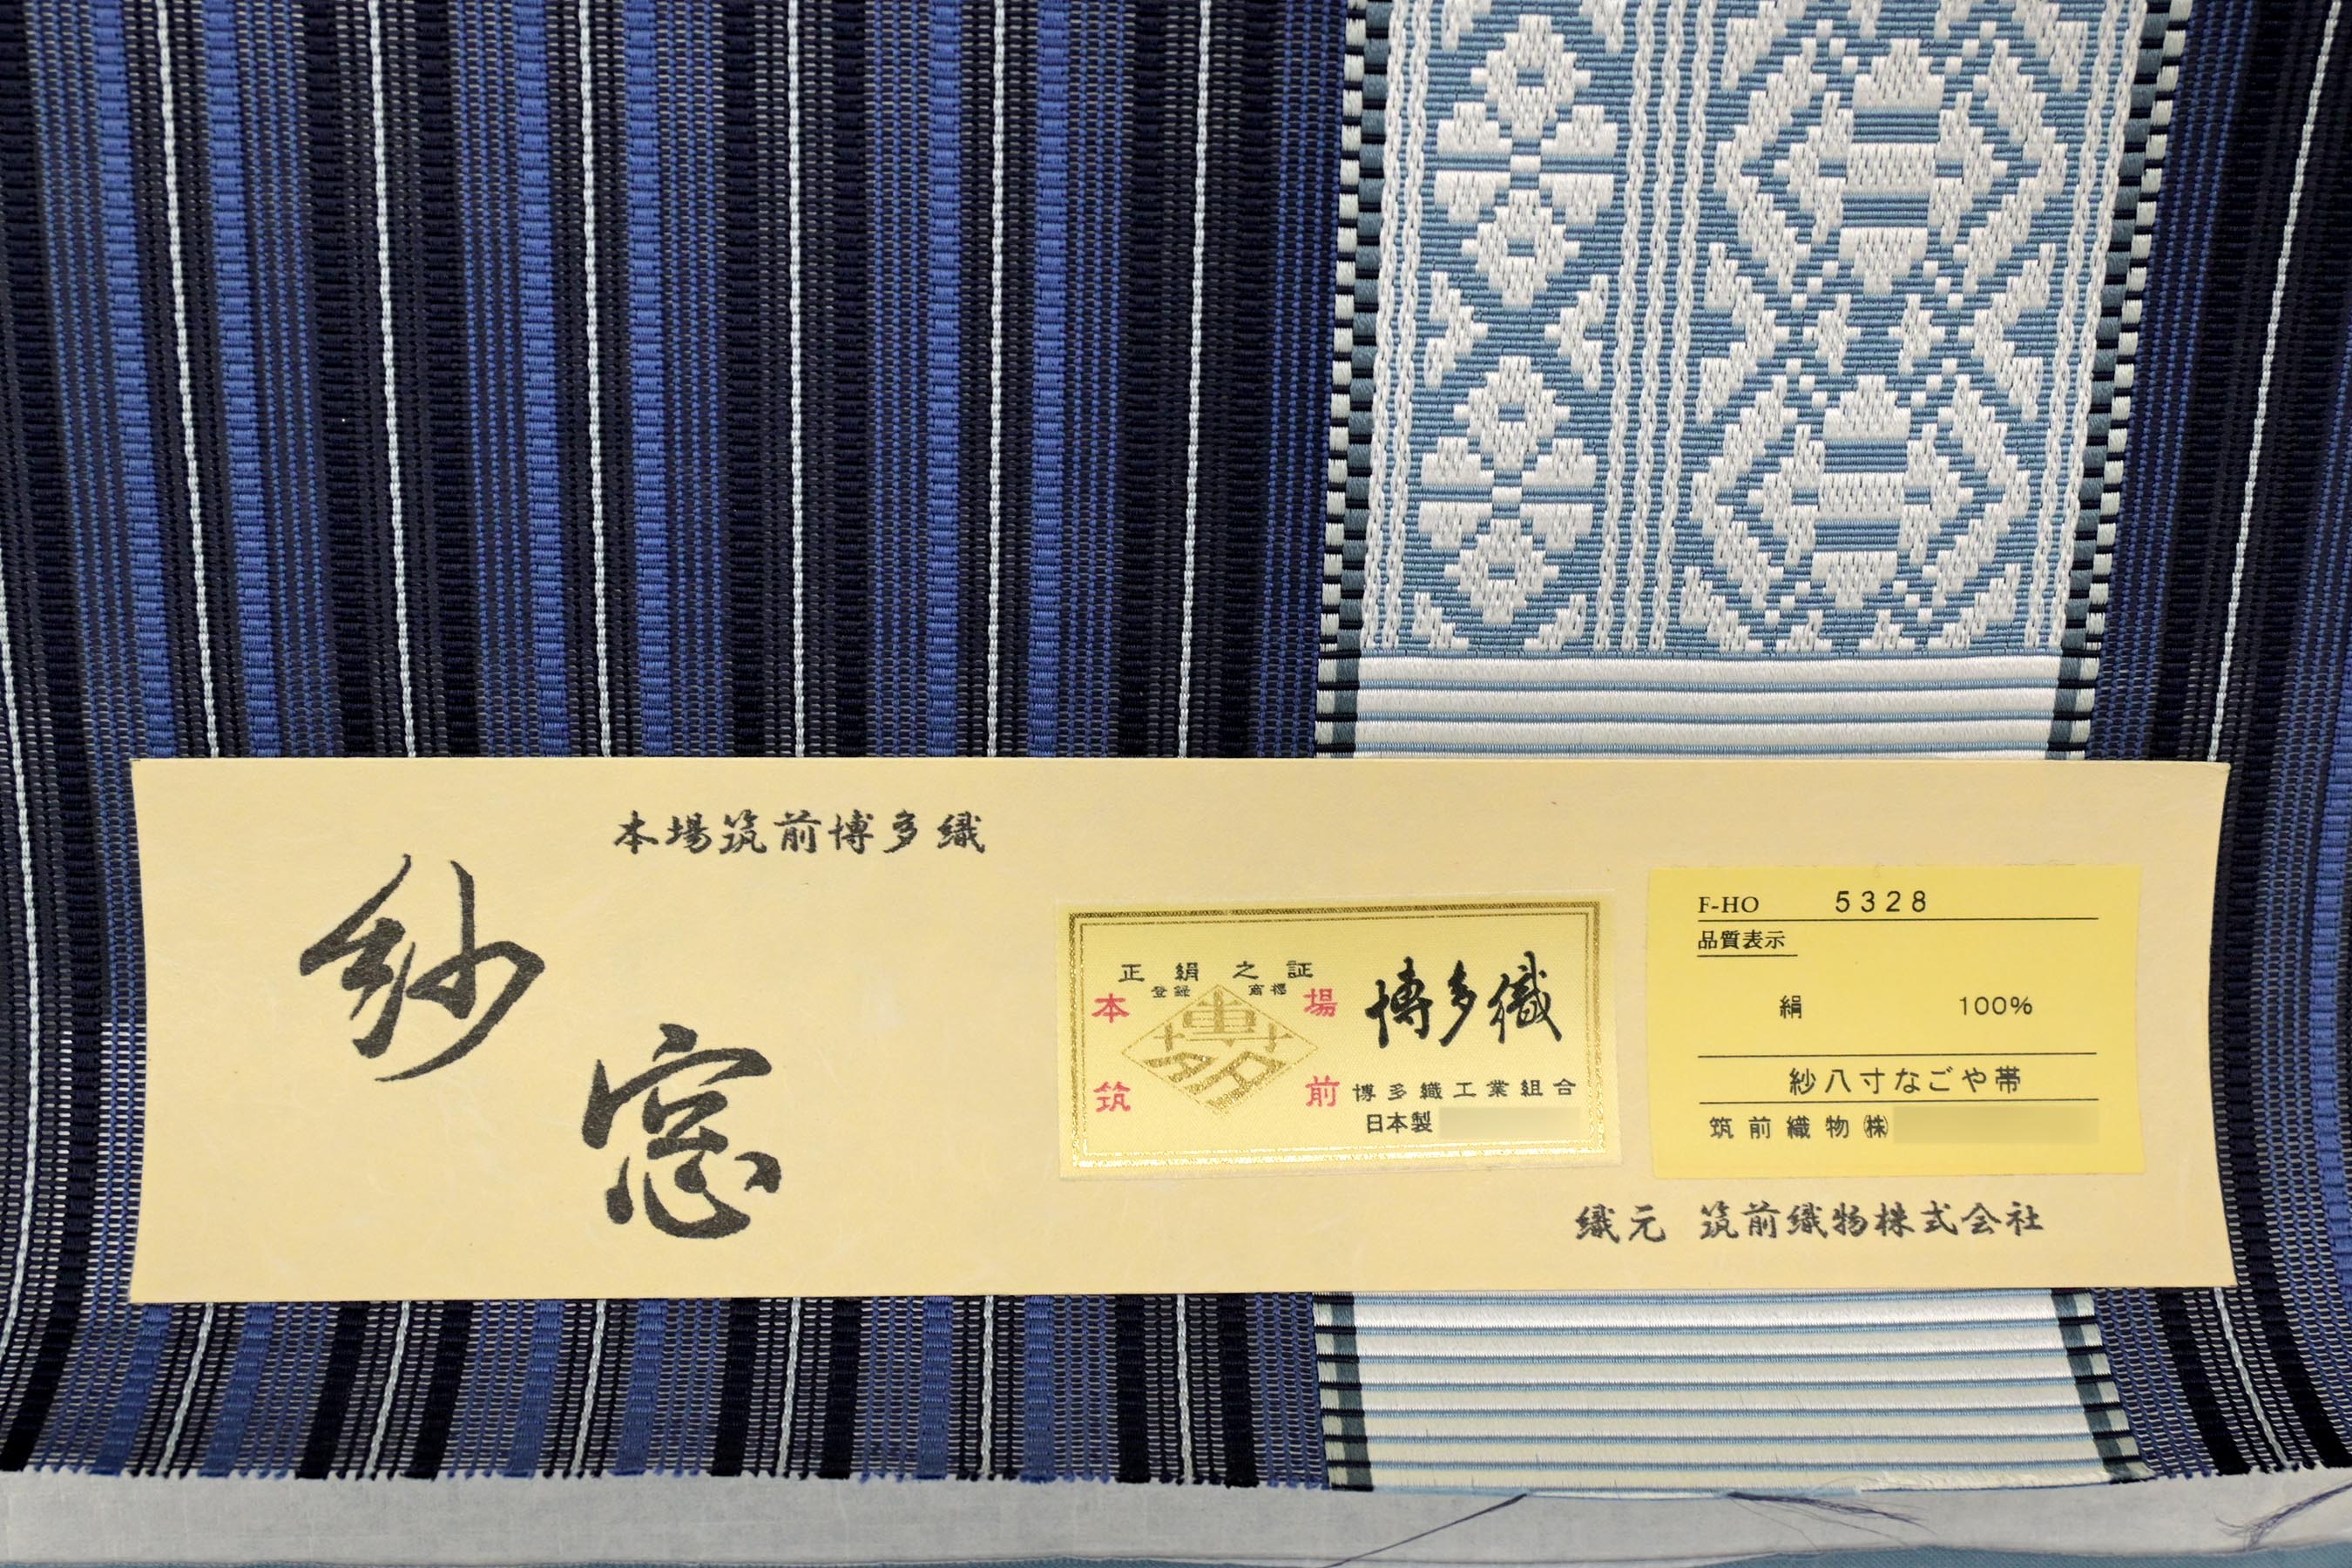 本場筑前博多織
紗
窓
正絹之証
登録 商標
本 場
博多
筑 前
博多織
博多織工業組合
日本製
F-HO 5328
品質表示
絹 100%
紗八寸なごや帯
筑前織物㈱
織元 筑前織物株式会社